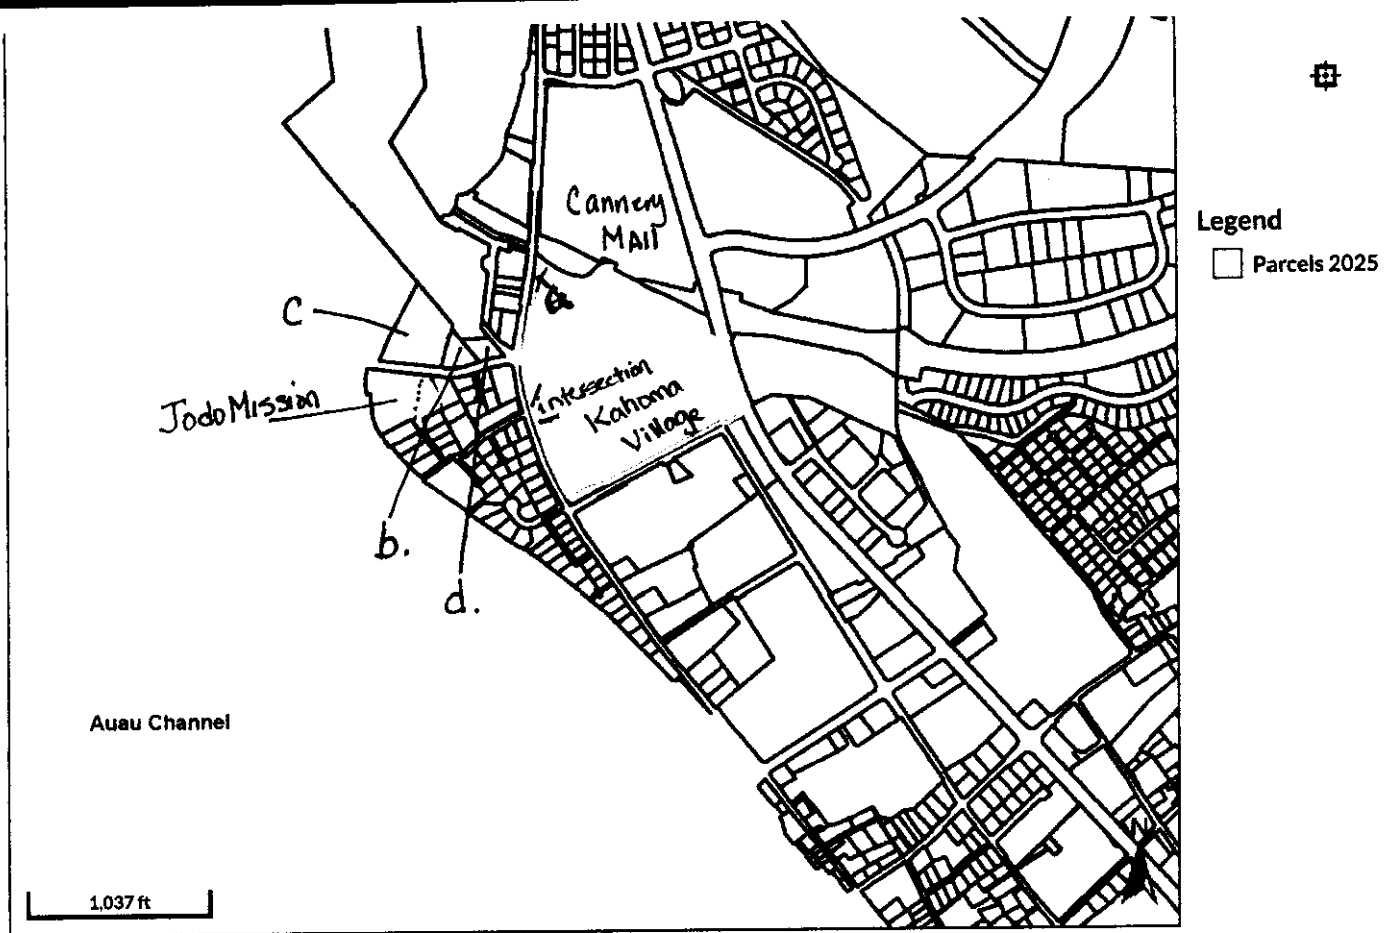 Cannery
MAll
Legend
Parcels 2025
a
C
Jodo Mission
intersection
Kahoma
Village
b.
d.
Auau Channel
N
1,037 ft